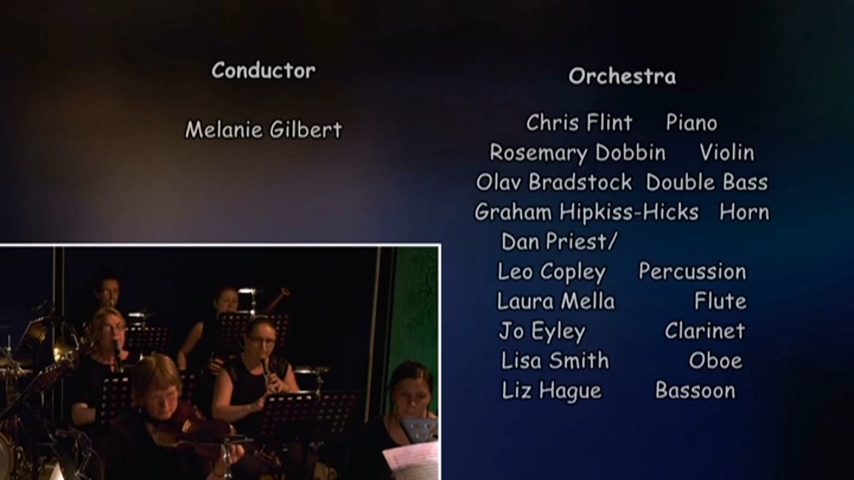 Conductor
Melanie Gilbert
Orchestra
Chris Flint Piano
Rosemary Dobbin Violin
Olav Bradstock Double Bass
Graham Hipkiss-Hicks Horn
Dan Priest/
Leo Copley Percussion
Laura Mella Flute
Jo Eyley Clarinet
Lisa Smith Oboe
Liz Hague Bassoon